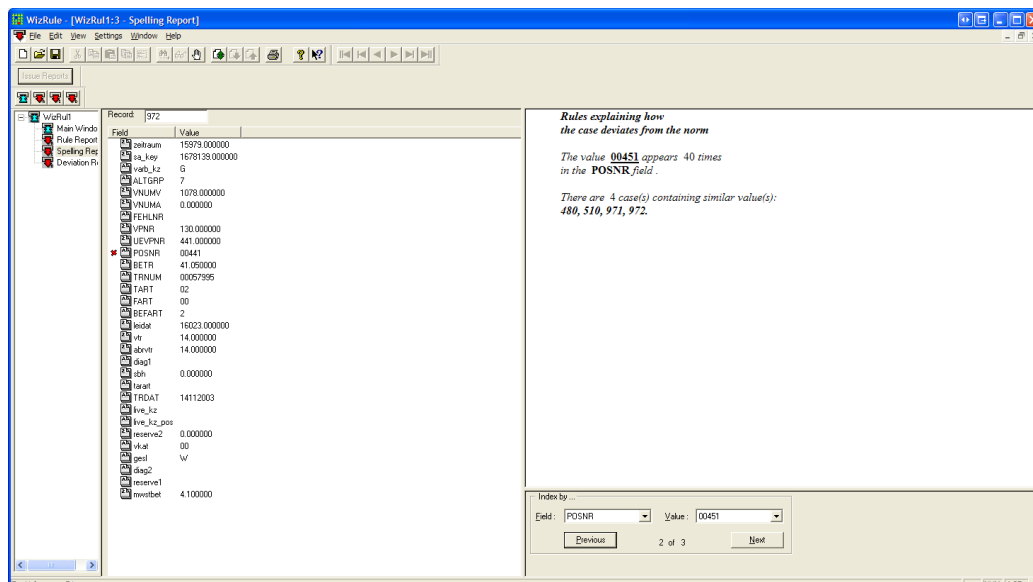 WizRule - [WizRul1:3 - Spelling Report]
File Edit View Settings Window Help
Issue Reports
WizRul1
Main Windo
Rule Report
Spelling Rep
Deviation R
Record: 972
Field Value
zeitraum 15979.000000
sa_key 1678139.000000
varb_kz G
ALTGRP 7
VNUMV 1078.000000
VNUMA 0.000000
FEHLNR
VPNR 130.000000
UEVPNR 441.000000
POSNR 00441
BETR 41.050000
TRNUM 00057995
TART 02
FART 00
BEFART 2
leidat 16023.000000
vtr 14.000000
abrvtr 14.000000
diag1
sbh 0.000000
tarart
TRDAT 14112003
live_kz
live_kz_pos
reserve2 0.000000
vkat 00
gesl W
diag2
reserve1
mwstbet 4.100000
Rules explaining how
the case deviates from the norm
The value 00451 appears 40 times
in the POSNR field .
There are 4 case(s) containing similar value(s):
480, 510, 971, 972.
Index by ...
Field : POSNR Value : 00451
Previous 2 of 3 Next